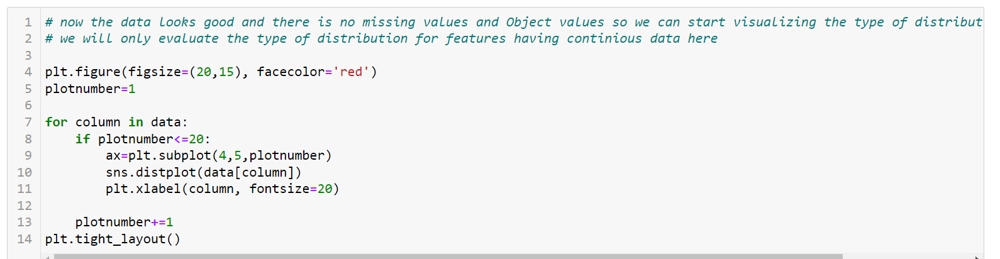 1 # now the data looks good and there is no missing values and Object values so we can start visualizing the type of distribut
2 # we will only evaluate the type of distribution for features having continious data here
3
4 plt.figure(figsize=(20,15), facecolor='red')
5 plotnumber=1
6
7 for column in data:
8     if plotnumber<=20:
9         ax=plt.subplot(4,5,plotnumber)
10         sns.distplot(data[column])
11         plt.xlabel(column, fontsize=20)
12
13     plotnumber+=1
14 plt.tight_layout()